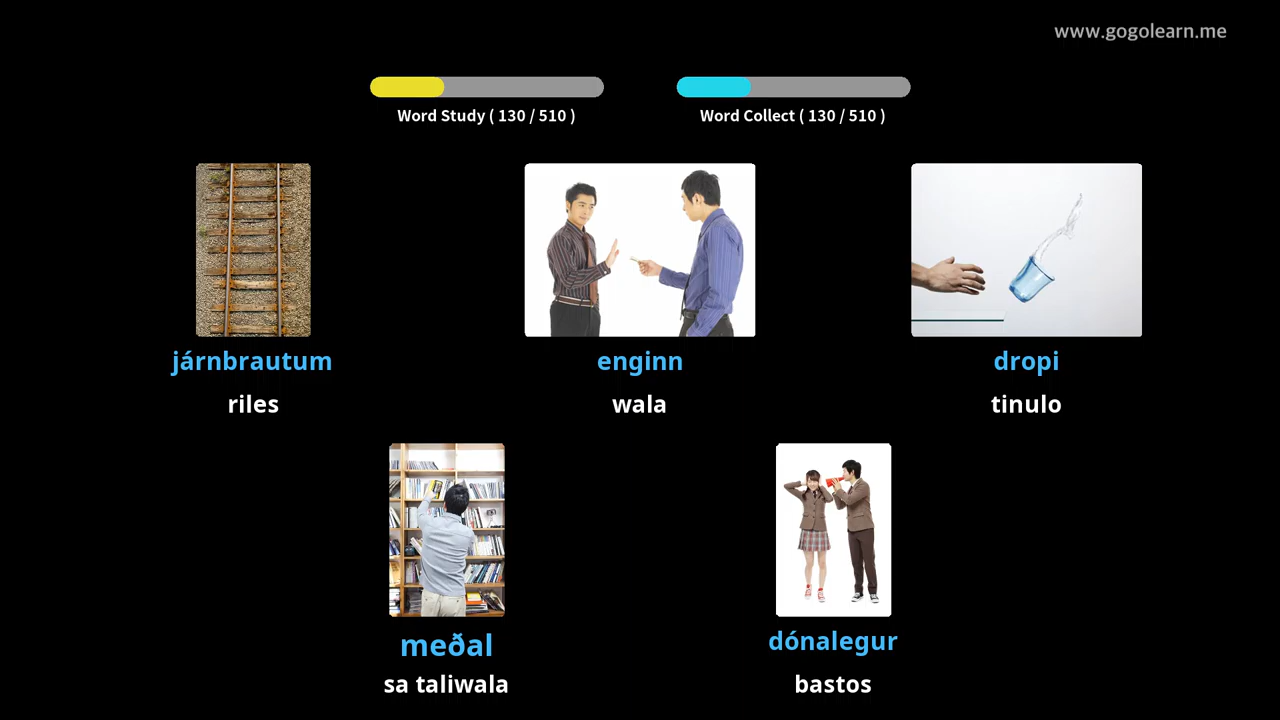 www.gogolearn.me
Word Study ( 130 / 510 )
Word Collect ( 130 / 510 )
járnbrautum
riles
enginn
wala
dropi
tinulo
meðal
sa taliwala
dónalegur
bastos